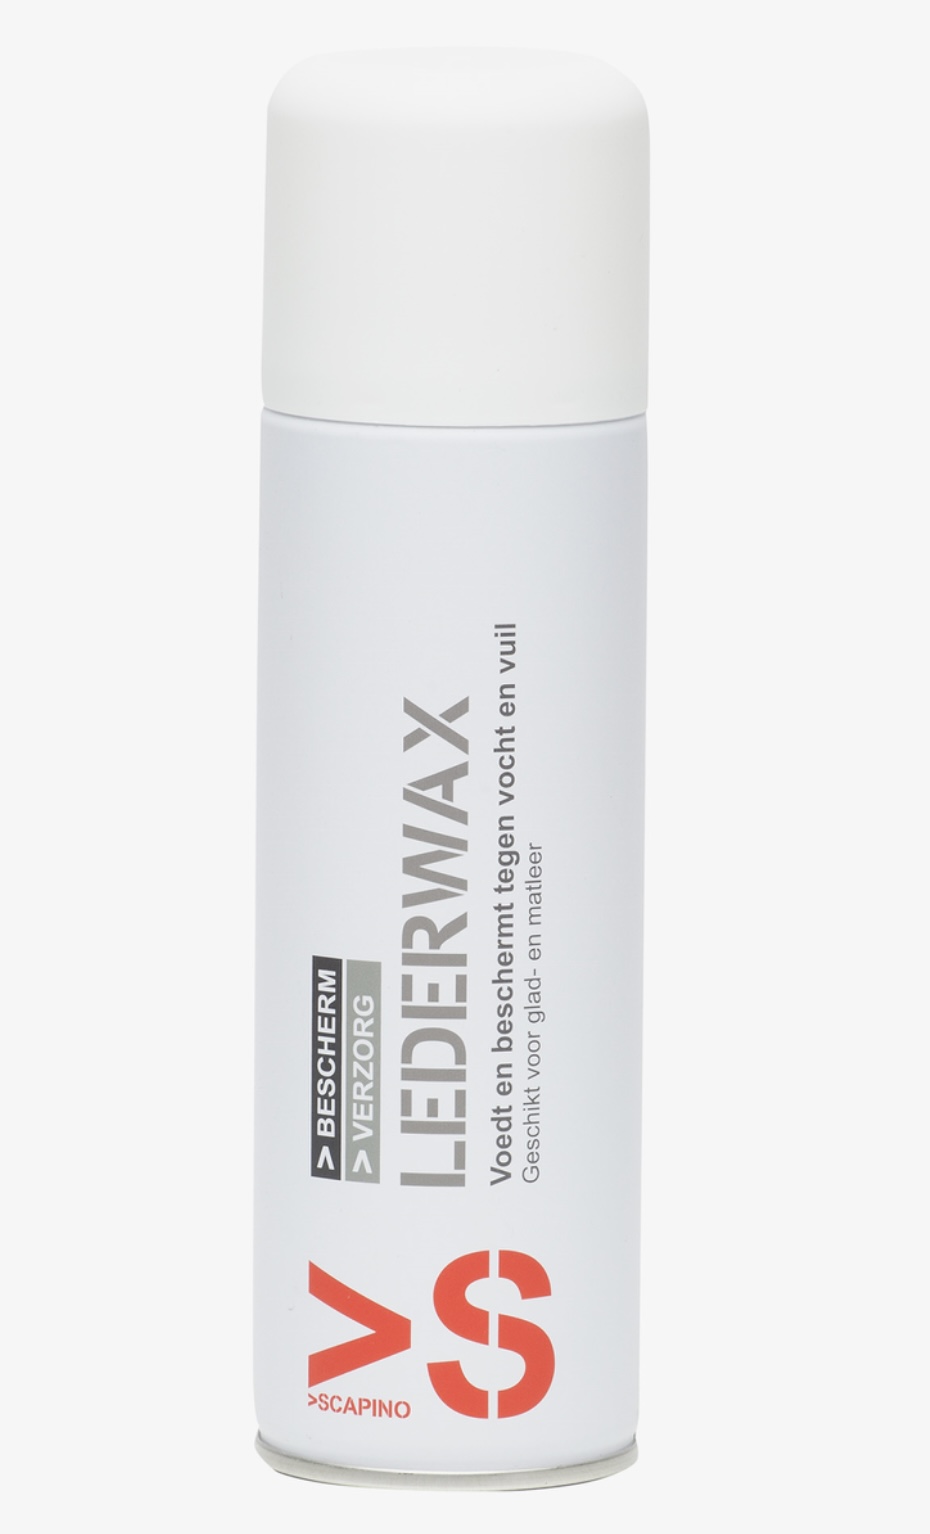 > BESCHERM
> VERZORG
LEDERWAX
Voedt en beschermt tegen vocht en vuil
Geschikt voor glad- en matleer
>S
>SCAPINO